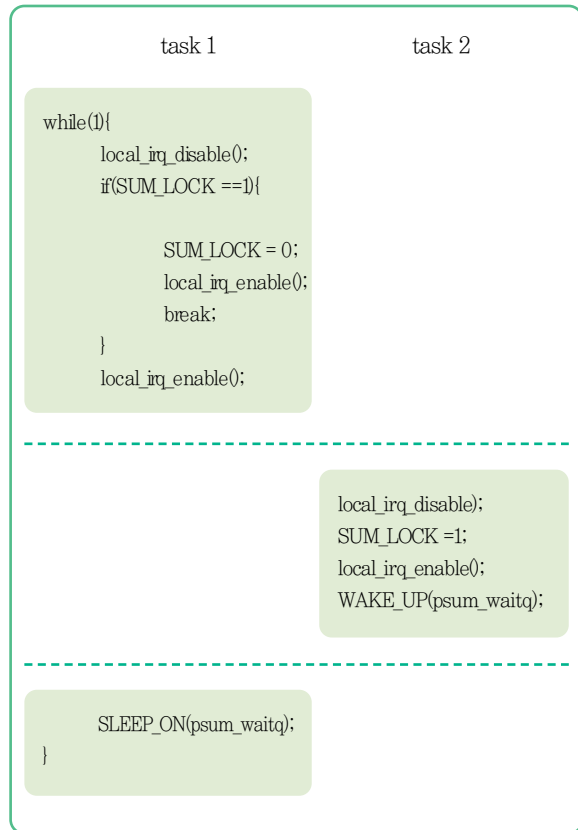 task 1
task 2
while(1){
local_irq_disable();
if(SUM_LOCK ==1){
SUM_LOCK = 0;
local_irq_enable();
break;
}
local_irq_enable();
local_irq_disable);
SUM_LOCK =1;
local_irq_enable();
WAKE_UP(psum_waitq);
SLEEP_ON(psum_waitq);
}